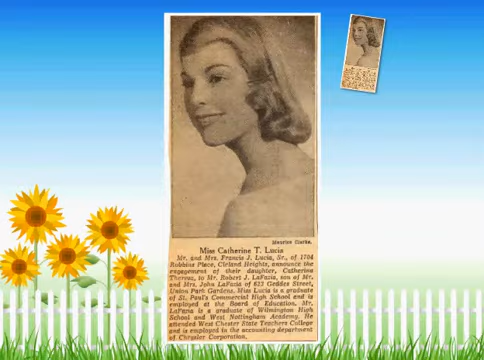 Maurice Clarke.
Miss Catherine T. Lucia
Mr. and Mrs. Francis J. Lucia, Sr., of 1704
Robbins Place, Cleland Heights, announce the
engagement of their daughter, Catherine
Theresa, to Mr. Robert J. LaFazia, son of Mr.
and Mrs. John LaFazia of 623 Geddes Street,
Union Park Gardens. Miss Lucia is a graduate
of St. Paul's Commercial High School and is
employed at the Board of Education. Mr.
LaFazia is a graduate of Wilmington High
School and West Nottingham Academy. He
attended West Chester State Teachers College
and is employed in the accounting department
of Chrysler Corporation.